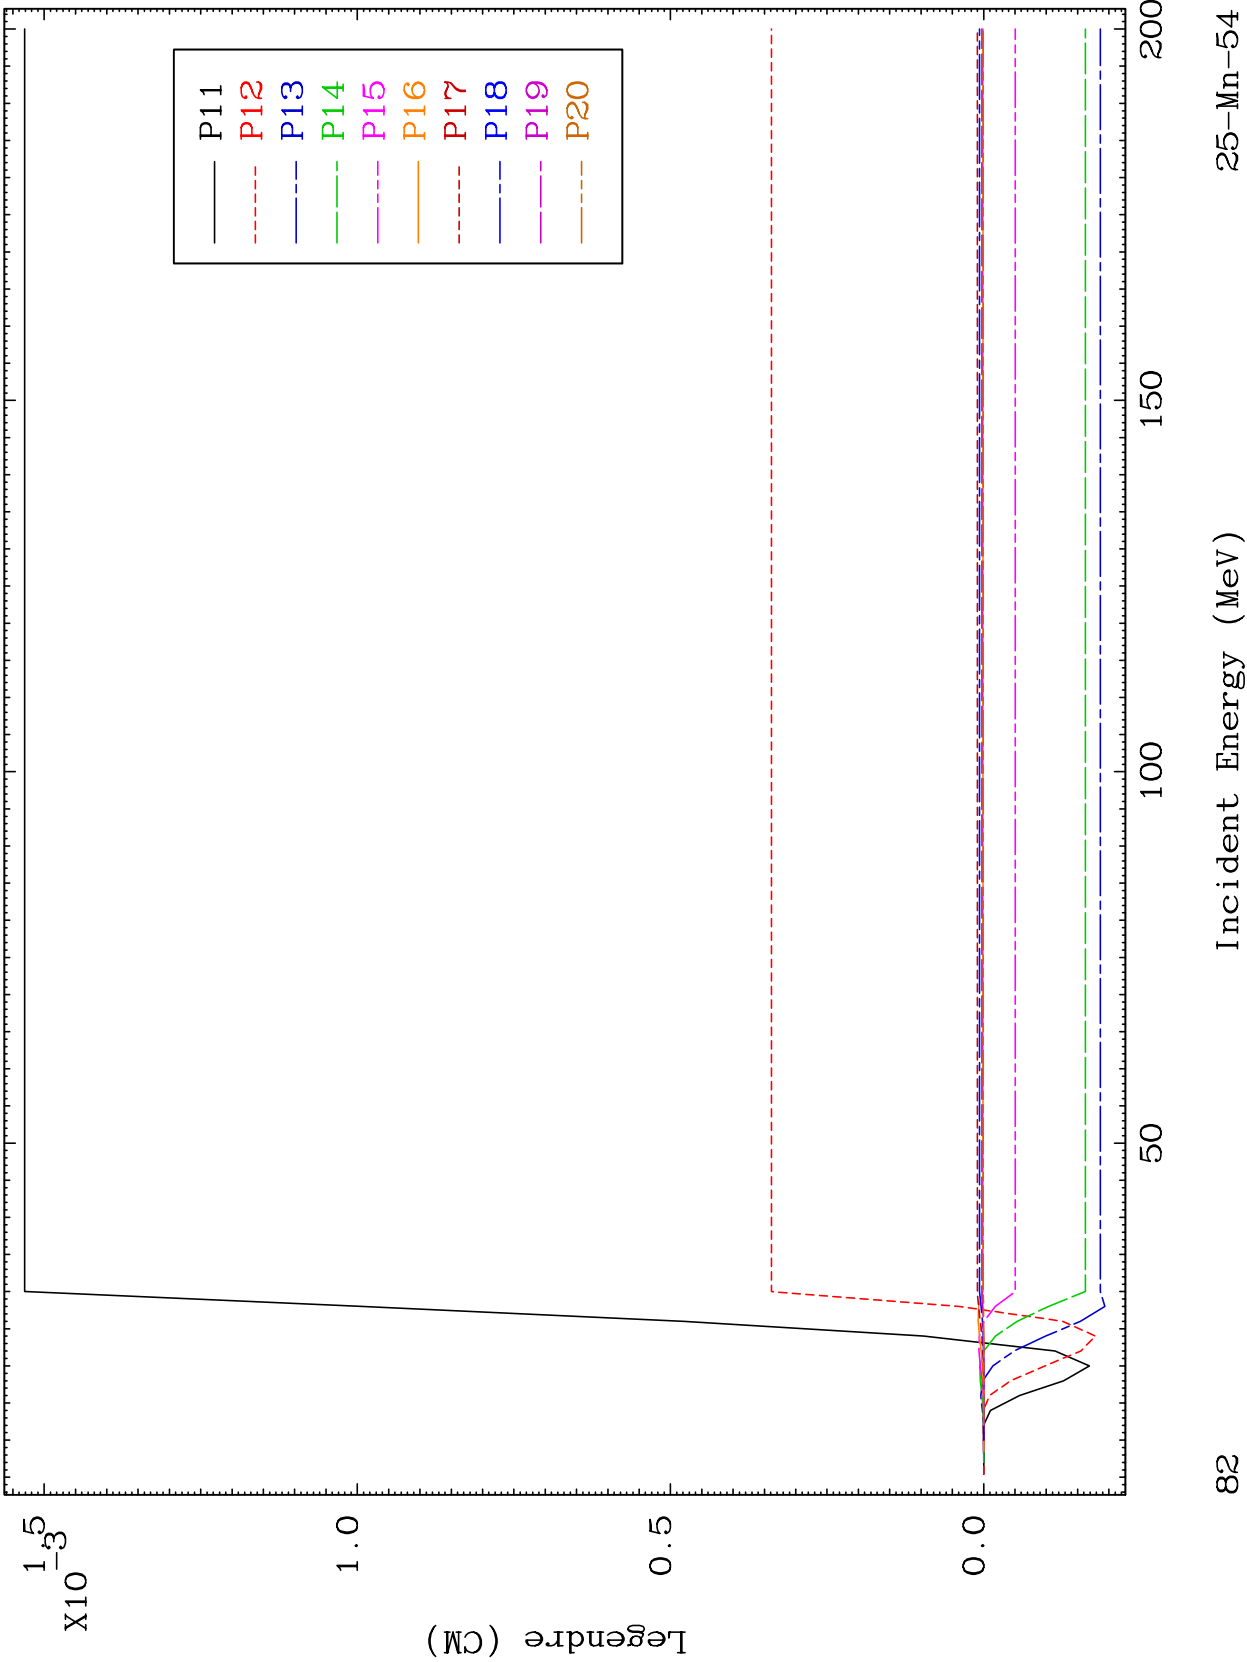 X10-3
1.5
1.0
0.5
0.0
Legendre (CM)
P11
P12
P13
P14
P15
P16
P17
P18
P19
P20
50
100
150
200
82
Incident Energy (MeV)
25-Mn-54